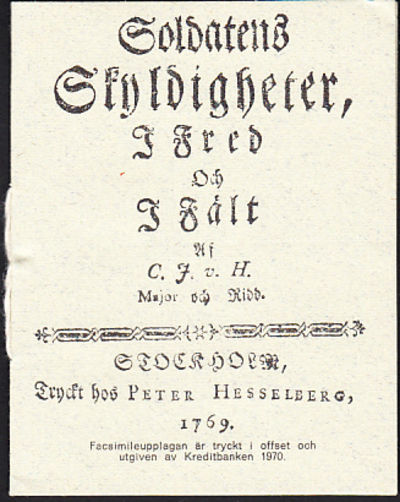 Soldatens
Skyldigheter,
I Fred
Och
I Fält
Af
C. J. v. H.
Major och Ridd.
STOCKHOLM,
Tryckt hos PETER HESSELBERG,
1769.
Facsimileupplagan är tryckt i offset och
utgiven av Kreditbanken 1970.